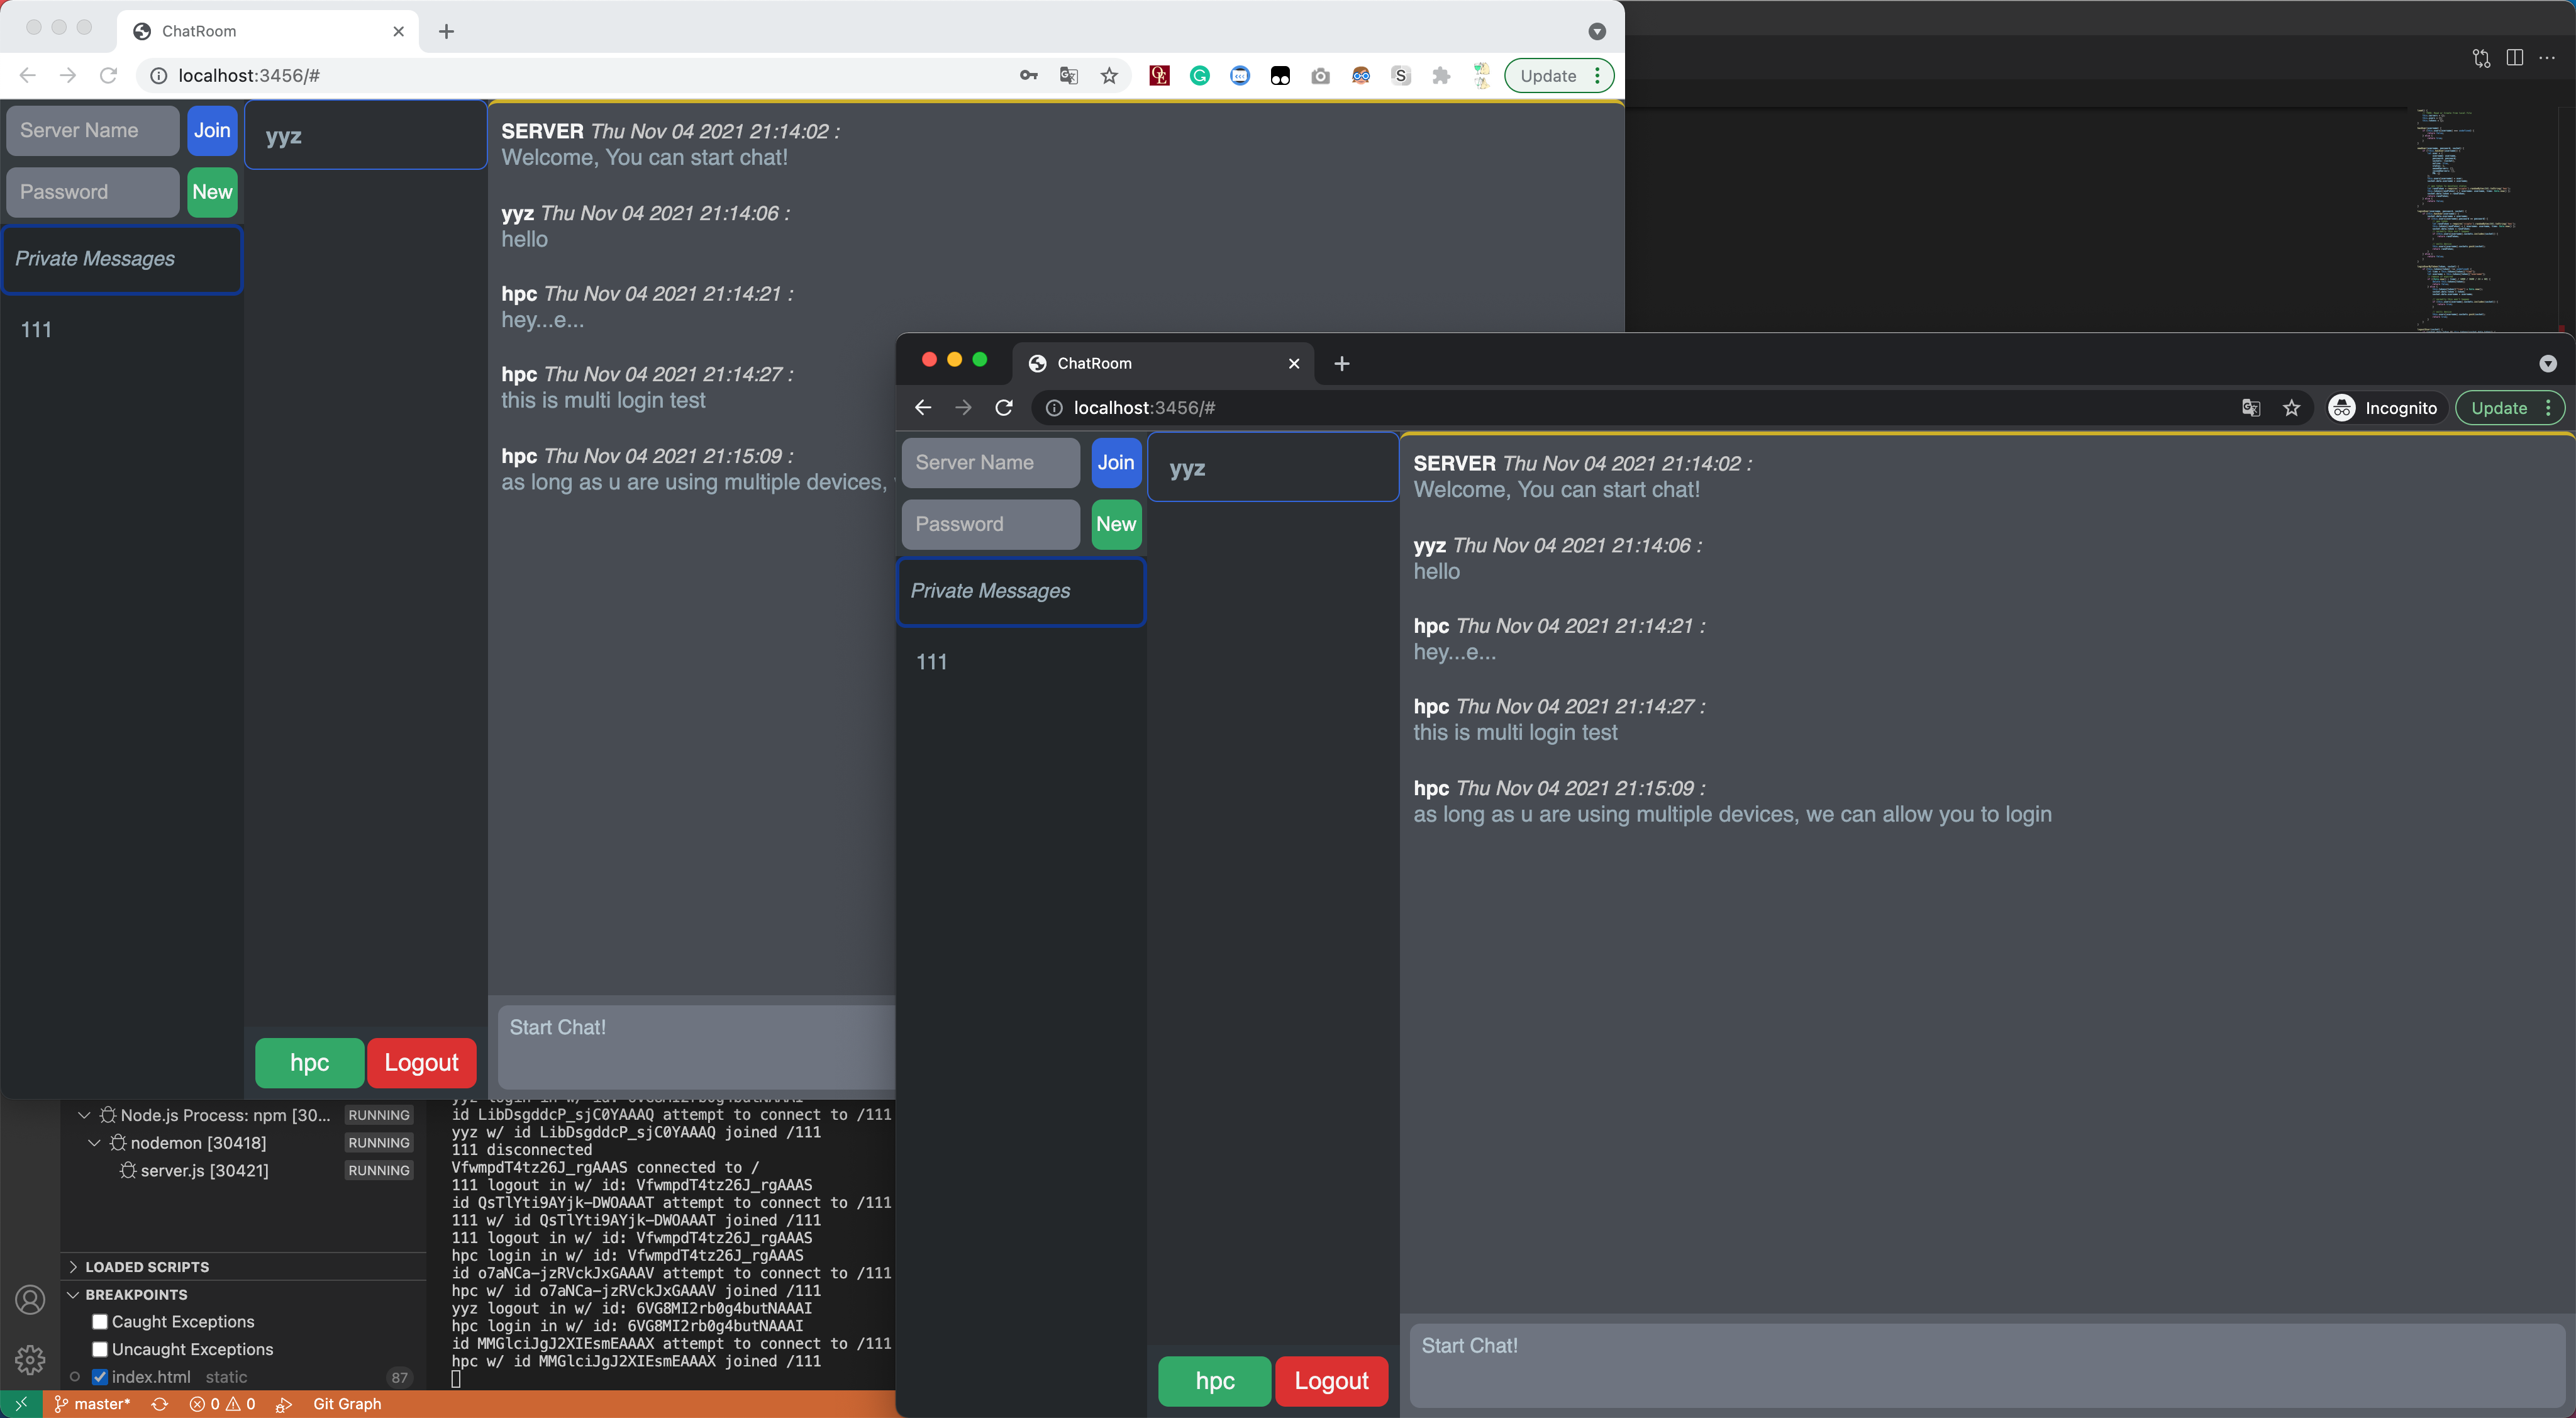 ChatRoom
localhost:3456/#
Update
Server Name
Join
Password
New
Private Messages
111
yyz
SERVER Thu Nov 04 2021 21:14:02 :
Welcome, You can start chat!
yyz Thu Nov 04 2021 21:14:06 :
hello
hpc Thu Nov 04 2021 21:14:21 :
hey...e...
hpc Thu Nov 04 2021 21:14:27 :
this is multi login test
hpc Thu Nov 04 2021 21:15:09 :
as long as u are using multiple devices,
Start Chat!
hpc
Logout
ChatRoom
localhost:3456/#
Incognito
Update
Server Name
Join
Password
New
Private Messages
111
yyz
SERVER Thu Nov 04 2021 21:14:02 :
Welcome, You can start chat!
yyz Thu Nov 04 2021 21:14:06 :
hello
hpc Thu Nov 04 2021 21:14:21 :
hey...e...
hpc Thu Nov 04 2021 21:14:27 :
this is multi login test
hpc Thu Nov 04 2021 21:15:09 :
as long as u are using multiple devices, we can allow you to login
Start Chat!
hpc
Logout
Node.js Process: npm [30... RUNNING
nodemon [30418] RUNNING
server.js [30421] RUNNING
LOADED SCRIPTS
BREAKPOINTS
Caught Exceptions
Uncaught Exceptions
index.html static 87
id LibDsgddcP_sjC0YAAAQ attempt to connect to /111
yyz w/ id LibDsgddcP_sjC0YAAAQ joined /111
111 disconnected
VfwmpdT4tz26J_rgAAAS connected to /
111 logout in w/ id: VfwmpdT4tz26J_rgAAAS
id QsTlYti9AYjk-DWOAAAT attempt to connect to /111
111 w/ id QsTlYti9AYjk-DWOAAAT joined /111
111 logout in w/ id: VfwmpdT4tz26J_rgAAAS
hpc login in w/ id: VfwmpdT4tz26J_rgAAAS
id o7aNCa-jzRVckJxGAAAV attempt to connect to /111
hpc w/ id o7aNCa-jzRVckJxGAAAV joined /111
yyz logout in w/ id: 6VG8MI2rb0g4butNAAAI
hpc login in w/ id: 6VG8MI2rb0g4butNAAAI
id MMGlciJgJ2XIEsmEAAAX attempt to connect to /111
hpc w/ id MMGlciJgJ2XIEsmEAAAX joined /111
master* 0 0 Git Graph